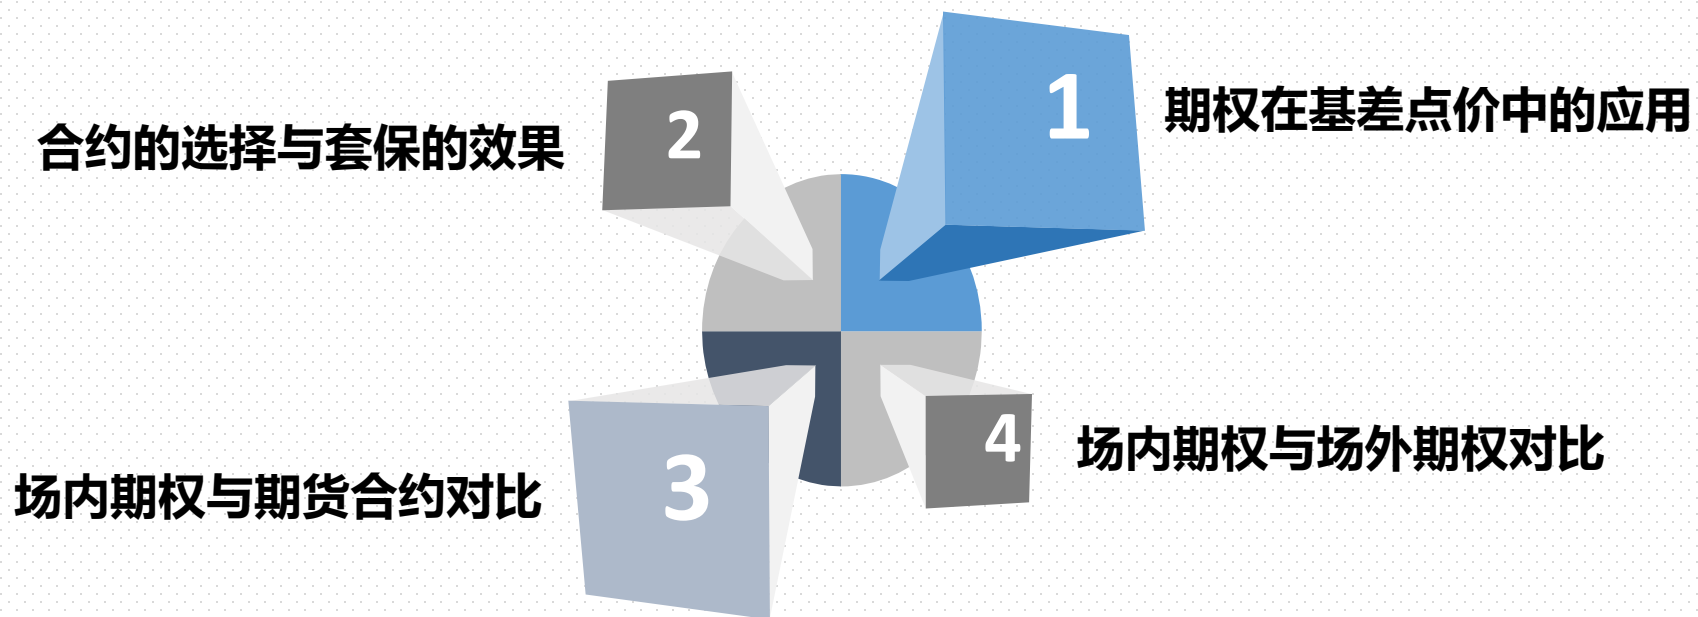 1
期权在基差点价中的应用
2
合约的选择与套保的效果
3
场内期权与期货合约对比
4
场内期权与场外期权对比